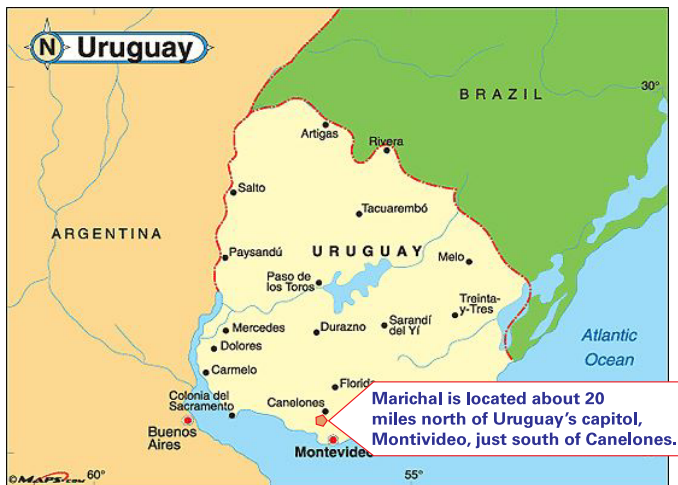 N Uruguay
BRAZIL
30°
Artigas
Rivera
Salto
Tacuarembó
ARGENTINA
URUGUAY
Paysandú
Melo
Paso de
los Toros
Treinta-
y-Tres
Mercedes
Durazno
Sarandí
del Yí
Dolores
Atlantic
Ocean
Carmelo
Florida
Colonia del
Sacramento
Canelones
Marichal is located about 20
miles north of Uruguay's capitol,
Montivideo, just south of Canelones.
Buenos
Aires
Montevideo
©MAPS.COM
60°
55°